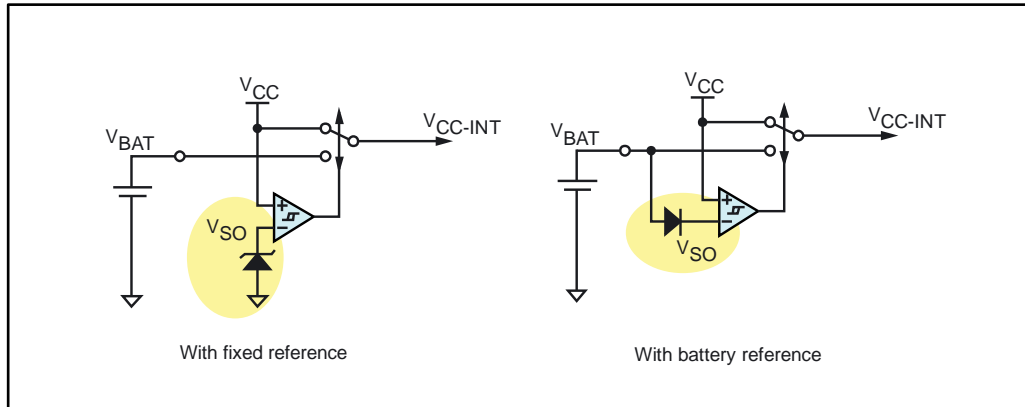 VCC
VBAT
VCC-INT
+
−
VSO
With fixed reference
VCC
VBAT
VCC-INT
+
−
VSO
With battery reference